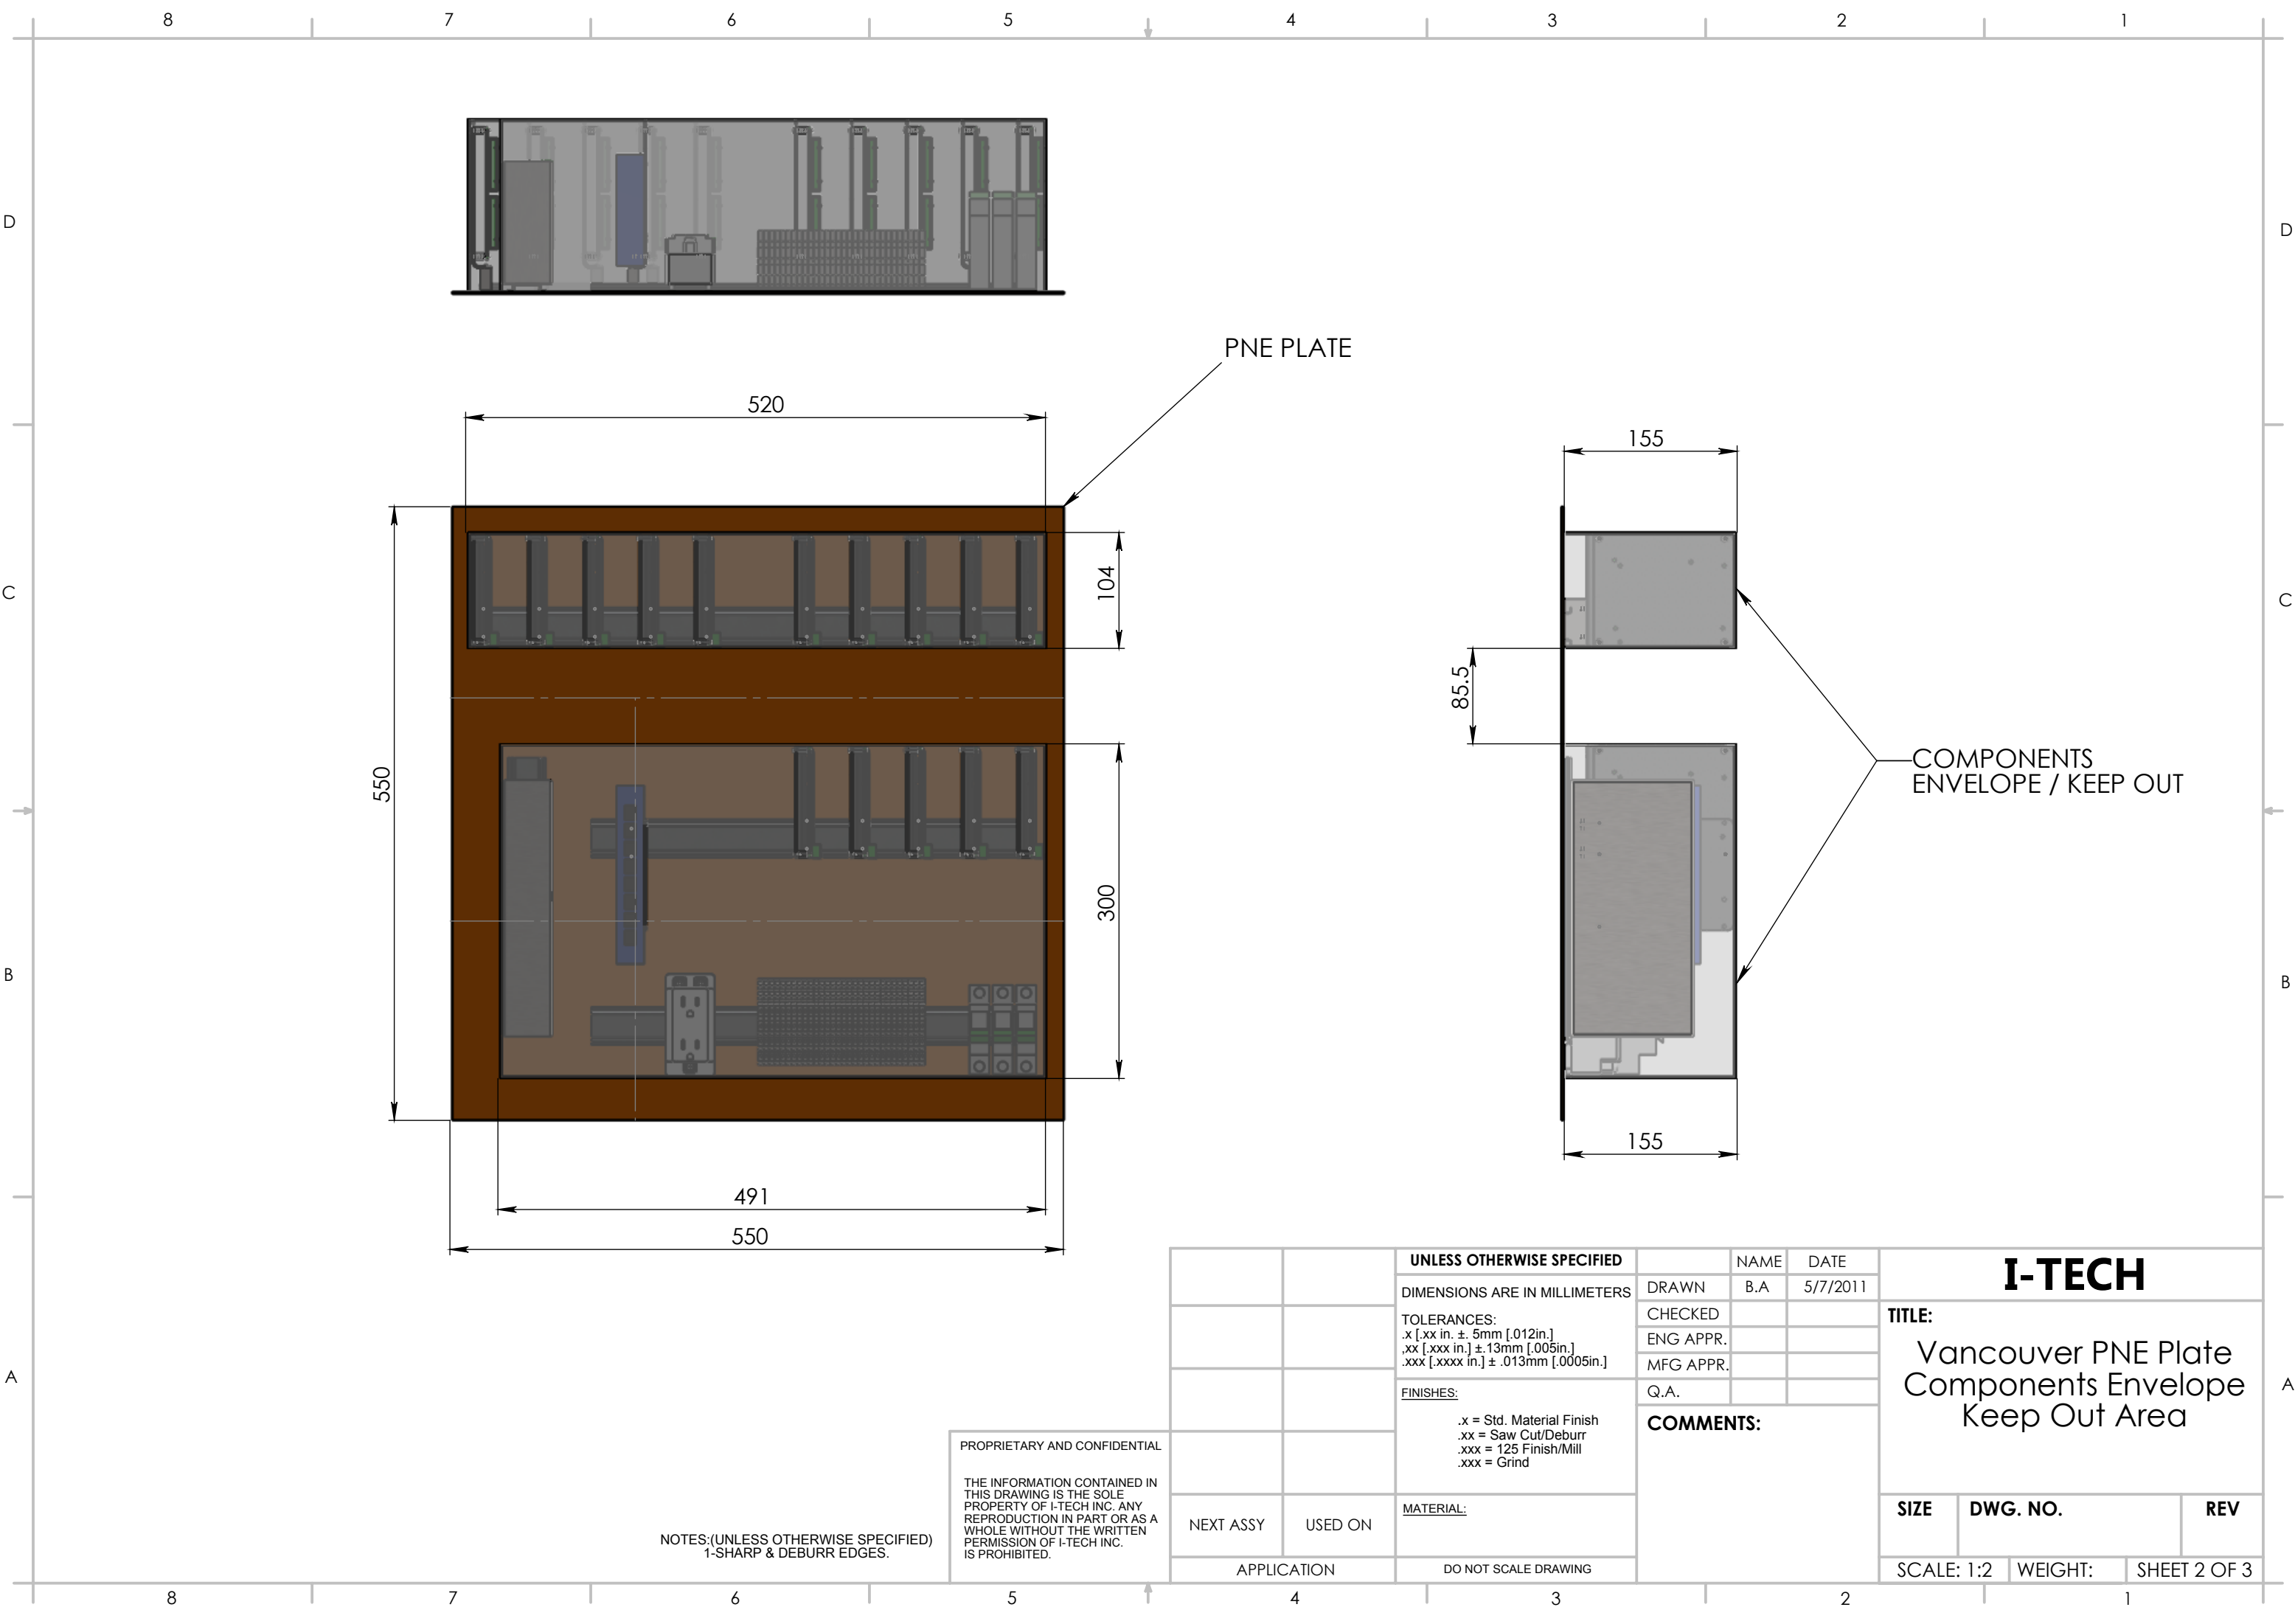 8 7 6 5 4 3 2 1
D
D
PNE PLATE
520
155
C
C
104
85.5
550
COMPONENTS
ENVELOPE / KEEP OUT
300
B
B
155
491
550
A
A
UNLESS OTHERWISE SPECIFIED
DIMENSIONS ARE IN MILLIMETERS
TOLERANCES:
.x [.xx in. ±. 5mm [.012in.]
,xx [.xxx in.] ±.13mm [.005in.]
.xxx [.xxxx in.] ± .013mm [.0005in.]
FINISHES:
.x = Std. Material Finish
.xx = Saw Cut/Deburr
.xxx = 125 Finish/Mill
.xxx = Grind
MATERIAL:
DO NOT SCALE DRAWING
NAME DATE
DRAWN B.A 5/7/2011
CHECKED
ENG APPR.
MFG APPR.
Q.A.
COMMENTS:
I-TECH
TITLE:
Vancouver PNE Plate
Components Envelope
Keep Out Area
SIZE DWG. NO. REV
SCALE: 1:2 WEIGHT: SHEET 2 OF 3
NEXT ASSY USED ON
APPLICATION
PROPRIETARY AND CONFIDENTIAL
THE INFORMATION CONTAINED IN
THIS DRAWING IS THE SOLE
PROPERTY OF I-TECH INC. ANY
REPRODUCTION IN PART OR AS A
WHOLE WITHOUT THE WRITTEN
PERMISSION OF I-TECH INC.
IS PROHIBITED.
NOTES:(UNLESS OTHERWISE SPECIFIED)
1-SHARP & DEBURR EDGES.
8 7 6 5 4 3 2 1